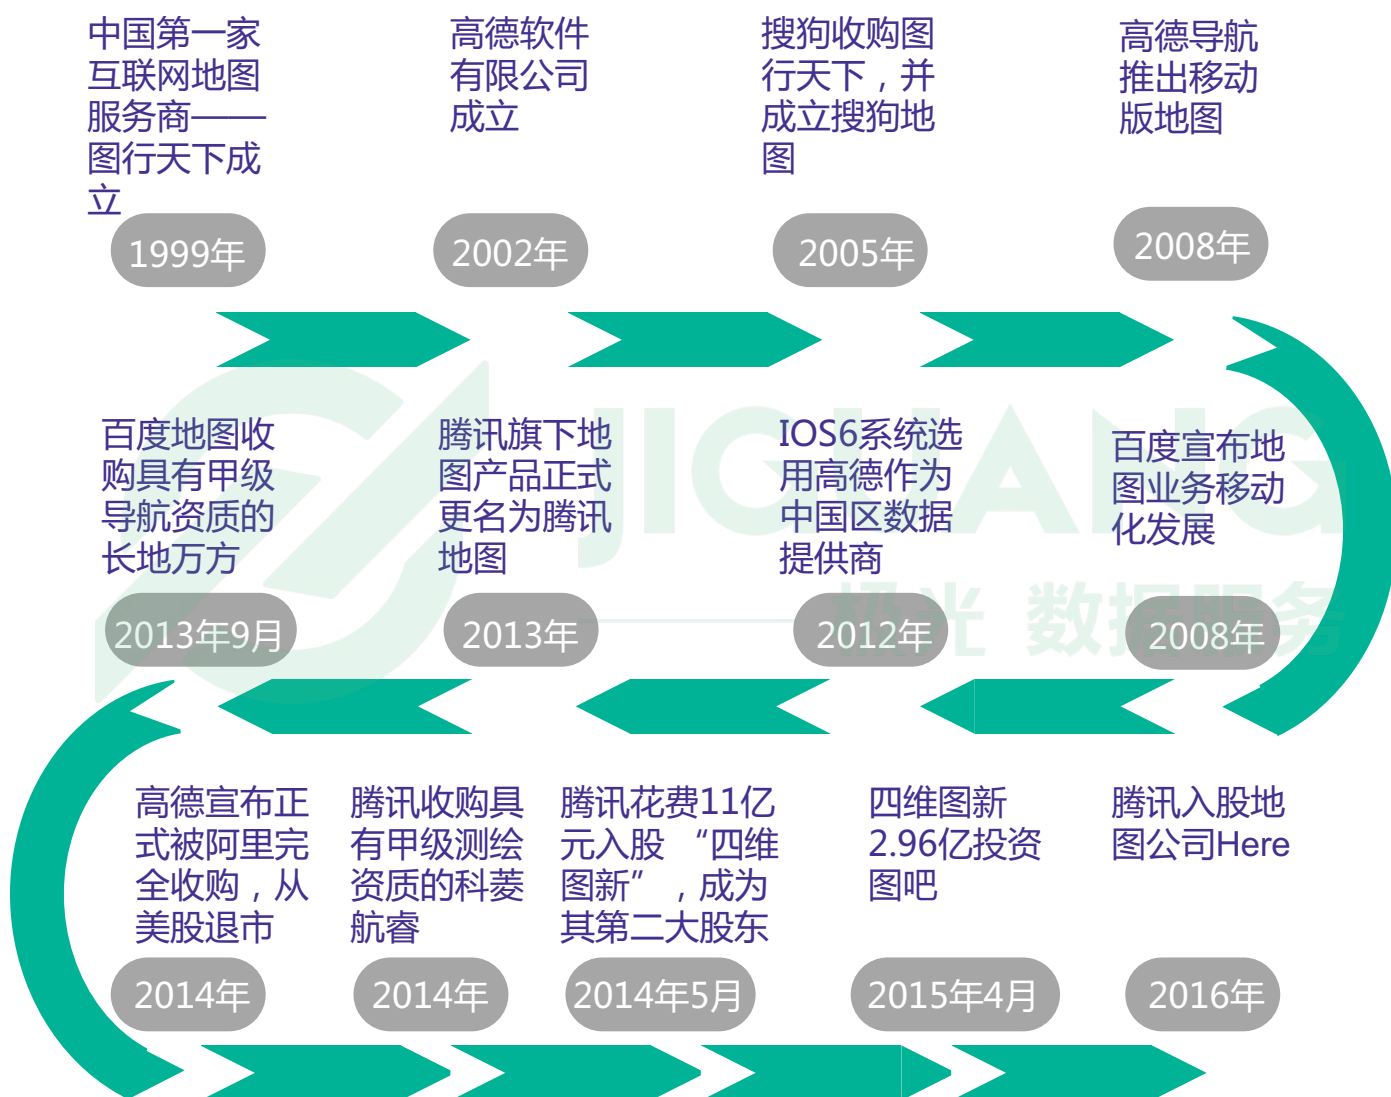 中国第一家
互联网地图
服务商——
图行天下成
立
1999年
高德软件
有限公司
成立
2002年
搜狗收购图
行天下，并
成立搜狗地
图
2005年
高德导航
推出移动
版地图
2008年
百度宣布地
图业务移动
化发展
2008年
IOS6系统选
用高德作为
中国区数据
提供商
2012年
腾讯旗下地
图产品正式
更名为腾讯
地图
2013年
百度地图收
购具有甲级
导航资质的
长地万方
2013年9月
高德宣布正
式被阿里完
全收购，从
美股退市
2014年
腾讯收购具
有甲级测绘
资质的科菱
航睿
2014年
腾讯花费11亿
元入股 “四维
图新” ，成为
其第二大股东
2014年5月
四维图新
2.96亿投资
图吧
2015年4月
腾讯入股地
图公司Here
2016年
JIGUANG
极光 数据服务